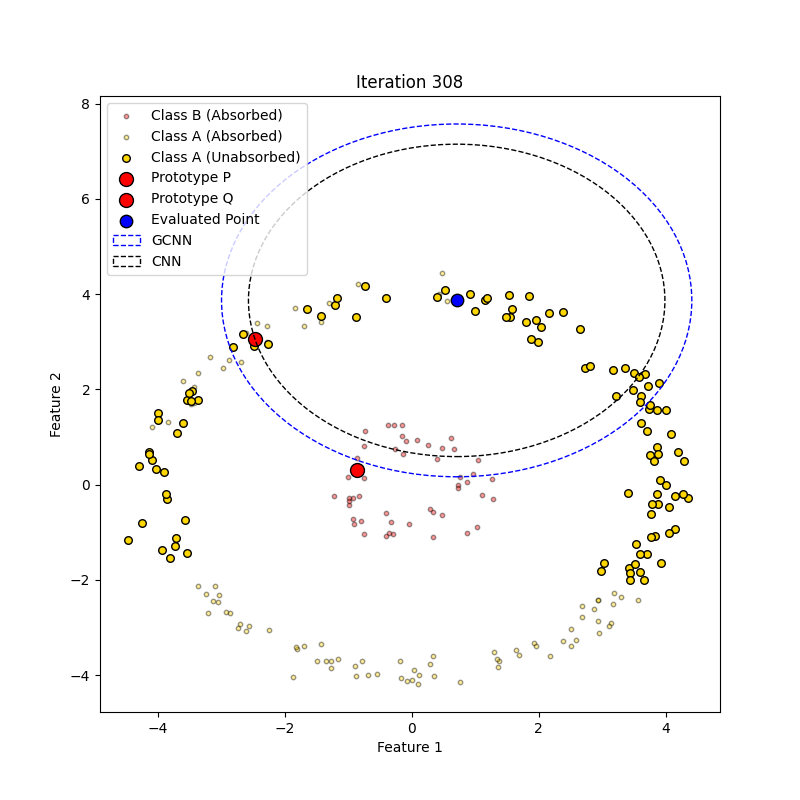 Iteration 308
Class B (Absorbed)
Class A (Absorbed)
Class A (Unabsorbed)
Prototype P
Prototype Q
Evaluated Point
GCNN
CNN
8
6
4
2
0
−2
−4
Feature 2
−4 −2 0 2 4
Feature 1